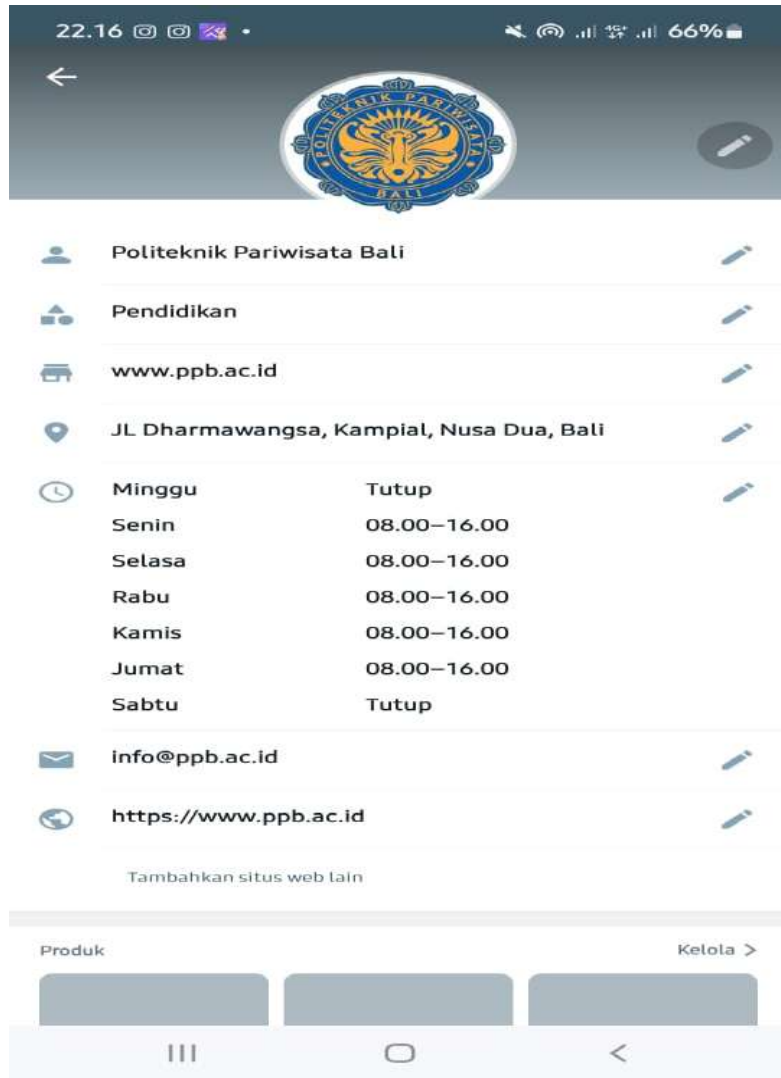 22.16
66%
POLITEKNIK PARIWISATA
BALI
Politeknik Pariwisata Bali
Pendidikan
www.ppb.ac.id
JL Dharmawangsa, Kampial, Nusa Dua, Bali
Minggu Tutup
Senin 08.00–16.00
Selasa 08.00–16.00
Rabu 08.00–16.00
Kamis 08.00–16.00
Jumat 08.00–16.00
Sabtu Tutup
info@ppb.ac.id
https://www.ppb.ac.id
Tambahkan situs web lain
Produk Kelola >